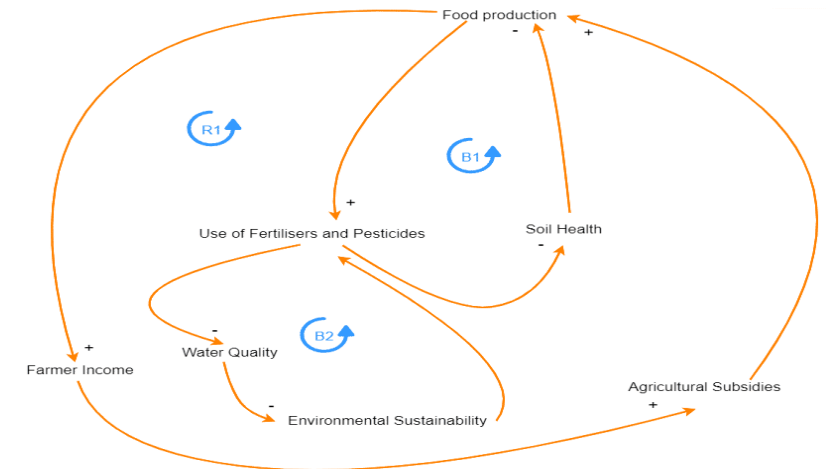 Food production
-
+
R1
B1
+
Use of Fertilisers and Pesticides
Soil Health
-
-
B2
Water Quality
+
Farmer Income
Agricultural Subsidies
-
+
Environmental Sustainability